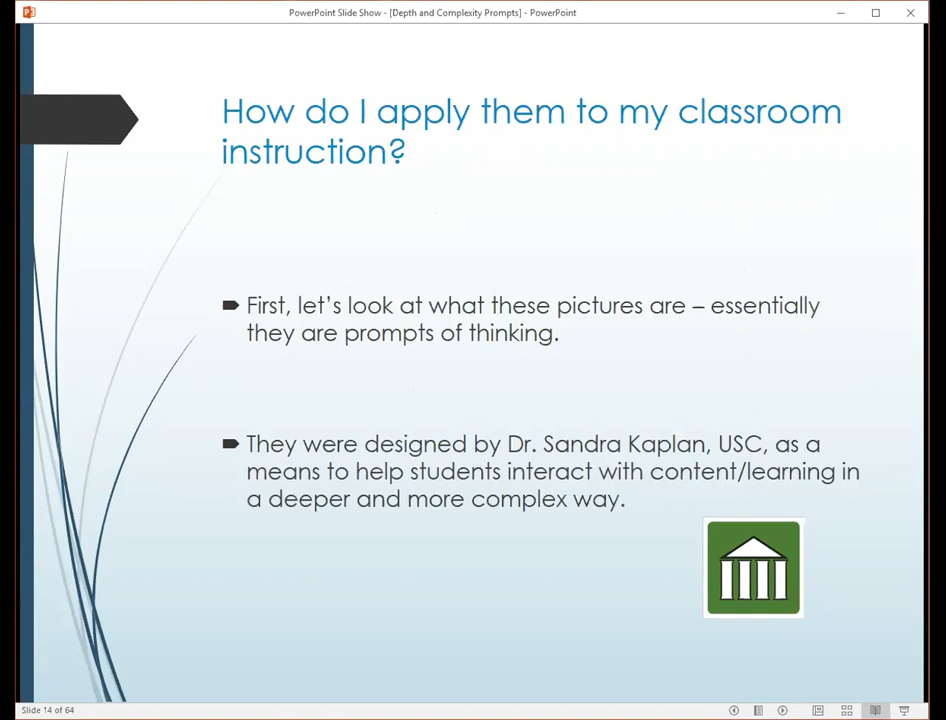 PowerPoint Slide Show - [Depth and Complexity Prompts] - PowerPoint
How do I apply them to my classroom
instruction?
First, let’s look at what these pictures are – essentially
they are prompts of thinking.
They were designed by Dr. Sandra Kaplan, USC, as a
means to help students interact with content/learning in
a deeper and more complex way.
Slide 14 of 64